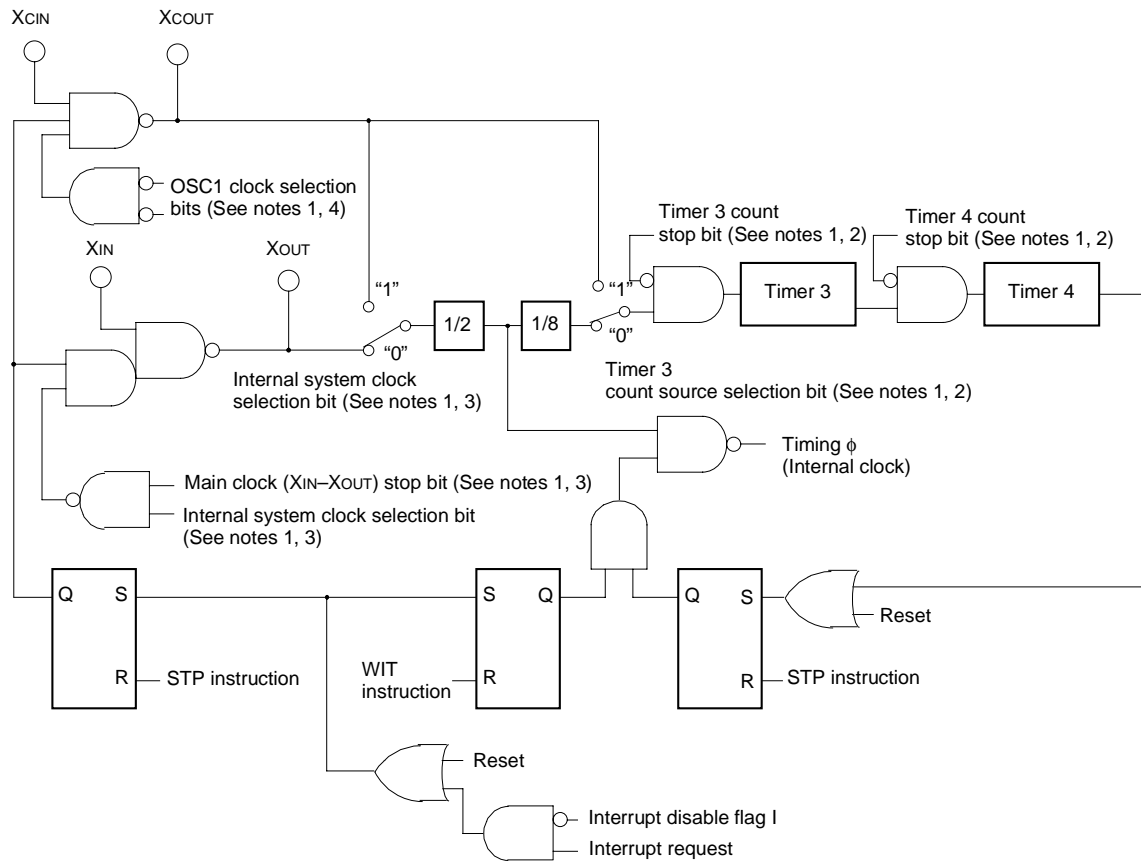 XCIN
XCOUT
OSC1 clock selection
bits (See notes 1, 4)
XIN
XOUT
“1”
“0”
Internal system clock
selection bit (See notes 1, 3)
1/2
1/8
“1”
“0”
Timer 3 count
stop bit (See notes 1, 2)
Timer 3
Timer 4 count
stop bit (See notes 1, 2)
Timer 4
Timer 3
count source selection bit (See notes 1, 2)
Timing ϕ
(Internal clock)
Main clock (XIN–XOUT) stop bit (See notes 1, 3)
Internal system clock selection bit
(See notes 1, 3)
Q
S
R
STP instruction
S
Q
WIT
instruction
R
Q
S
R
Reset
STP instruction
Reset
Interrupt disable flag I
Interrupt request